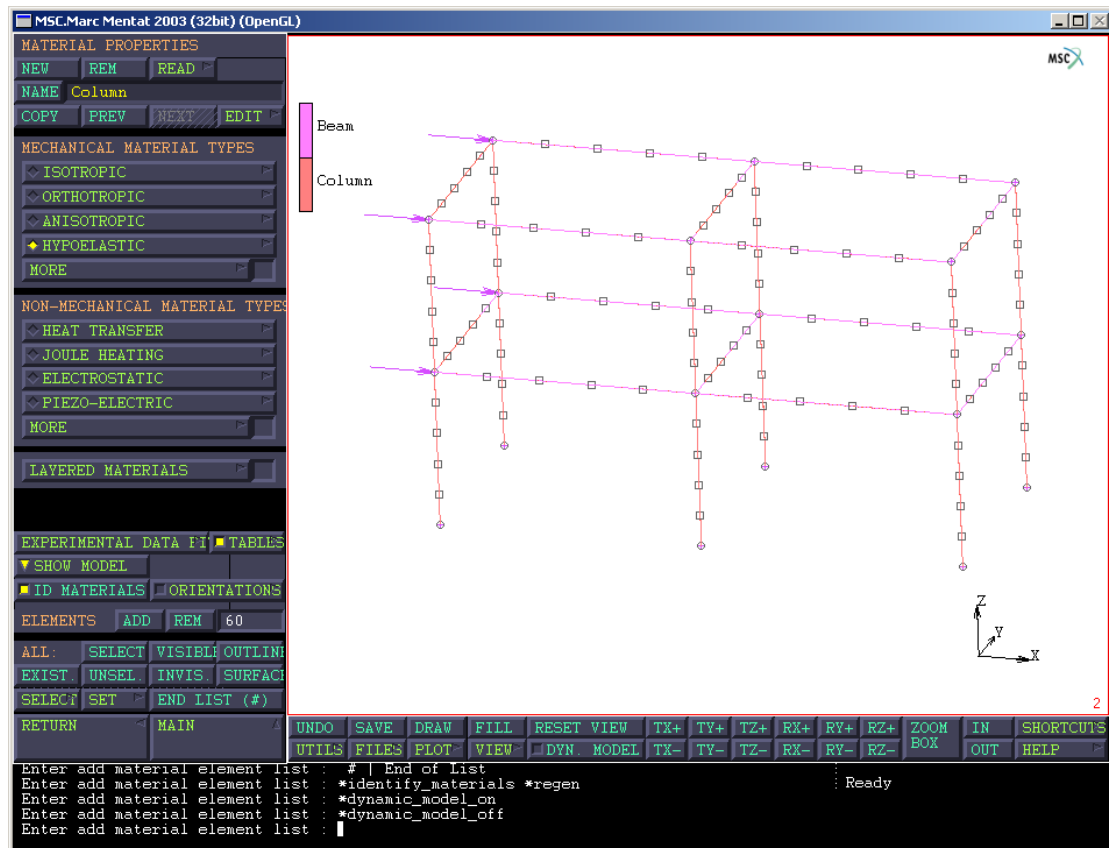 MSC.Marc Mentat 2003 (32bit) (OpenGL)
MATERIAL PROPERTIES
NEW REM READ
NAME Column
COPY PREV NEXT EDIT
MECHANICAL MATERIAL TYPES
ISOTROPIC
ORTHOTROPIC
ANISOTROPIC
HYPOELASTIC
MORE
NON-MECHANICAL MATERIAL TYPES
HEAT TRANSFER
JOULE HEATING
ELECTROSTATIC
PIEZO-ELECTRIC
MORE
LAYERED MATERIALS
EXPERIMENTAL DATA FI TABLES
SHOW MODEL
ID MATERIALS ORIENTATIONS
ELEMENTS ADD REM 60
ALL: SELECT VISIBLE OUTLINE
EXIST. UNSEL. INVIS. SURFACE
SELECT SET END LIST (#)
RETURN MAIN
MSC
Beam
Column
Z
Y
X
2
UNDO SAVE DRAW FILL RESET VIEW TX+ TY+ TZ+ RX+ RY+ RZ+ ZOOM BOX IN SHORTCUTS
UTILS FILES PLOT VIEW DYN. MODEL TX- TY- TZ- RX- RY- RZ- OUT HELP
Enter add material element list : # | End of List
Enter add material element list : *identify_materials *regen
Enter add material element list : *dynamic_model_on
Enter add material element list : *dynamic_model_off
Enter add material element list :
Ready